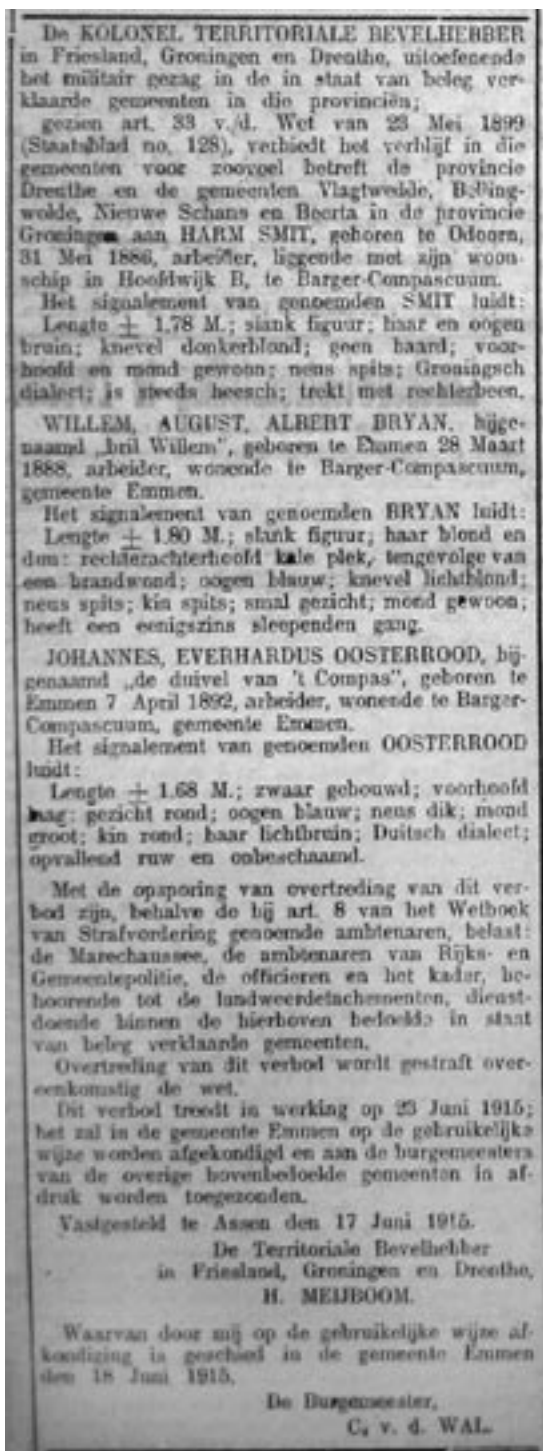 De KOLONEL TERRITORIALE BEVELHEBBER
in Friesland, Groningen en Drenthe, uitoefenende
het militair gezag in de in staat van beleg ver-
klaarde gemeenten in die provinciën;
gezien art. 33 v./d. Wet van 23 Mei 1899
(Staatsblad no. 128), verbiedt het verblijf in die
gemeenten voor zoovel betreft de provincie
Drenthe en de gemeenten Vlagtwedde, Belling-
wolde, Nieuwe Schans en Beerta in de provincie
Groningen aan HARM SMIT, geboren te Odoorn,
31 Mei 1886, arbeider, liggende met zijn woon-
schip in Hoofdwijk B, te Barger-Compascuum.
Het signalement van genoemden SMIT luidt:
Lengte ± 1.78 M.; slank figuur; haar en oogen
bruin; knevel donkerblond; geen baard; voor-
hoofd en mond gewoon; neus spits; Groningsch
dialect; is steeds heesch; trekt met rechterbeen.
WILLEM, AUGUST, ALBERT BRYAN, bijge-
naamd „bril Willem", geboren te Emmen 28 Maart
1888, arbeider, wonende te Barger-Compascuum,
gemeente Emmen.
Het signalement van genoemden BRYAN luidt:
Lengte ± 1.80 M.; slank figuur; haar blond en
dun: rechterachterhoofd kale plek, tengevolge van
een brandwond; oogen blauw; knevel lichtblond;
neus spits; kin spits; smal gezicht; mond gewoon;
heeft een eenigszins sleependen gang.
JOHANNES, EVERHARDUS OOSTERROOD, bij-
genaamd „de duivel van 't Compas", geboren te
Emmen 7 April 1892, arbeider, wonende te Barger-
Compascuum, gemeente Emmen.
Het signalement van genoemden OOSTERROOD
luidt:
Lengte ± 1.68 M.; zwaar gebouwd; voorhoofd
laag: gezicht rond; oogen blauw; neus dik; mond
groot; kin rond; haar lichtbruin; Duitsch dialect;
opvallend ruw en onbeschaamd.
Met de opsporing van overtreding van dit ver-
bod zijn, behalve de bij art. 8 van het Wetboek
van Strafvordering genoemde ambtenaren, belast:
de Marechaussee, de ambtenaren van Rijks- en
Gemeentepolitie, de officieren en het kader, be-
hoorende tot de landweerdetachementen, dienst-
doende binnen de hierboven bedoelde in staat
van beleg verklaarde gemeenten.
Overtreding van dit verbod wordt gestraft over-
eenkomstig de wet.
Dit verbod treedt in werking op 23 Juni 1915;
het zal in de gemeente Emmen op de gebruikelijke
wijze worden afgekondigd en aan de burgemeesters
van de overige bovenbedoelde gemeenten in af-
druk worden toegezonden.
Vastgesteld te Assen den 17 Juni 1915.
De Territoriale Bevelhebber
in Friesland, Groningen en Drenthe,
H. MEIJBOOM.
Waarvan door mij op de gebruikelijke wijze af-
kondiging is geschied in de gemeente Emmen
den 18 Juni 1915.
De Burgemeester,
C. v. d. WAL.